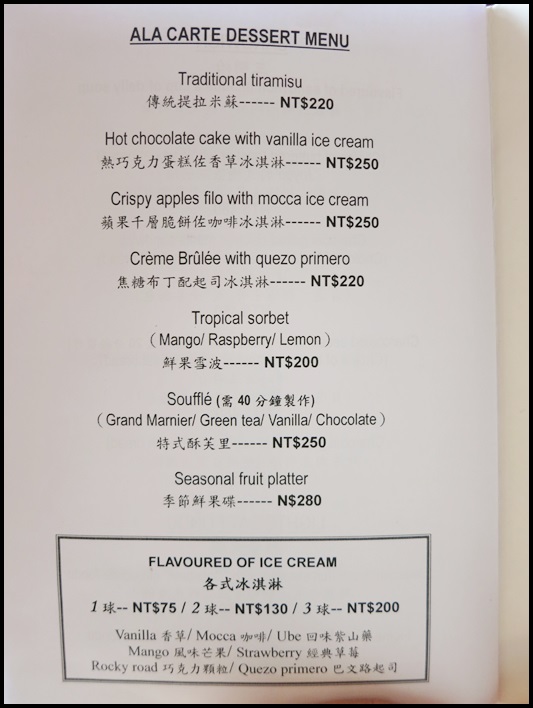 ALA CARTE DESSERT MENU
Traditional tiramisu
傳統提拉米蘇------ NT$220
Hot chocolate cake with vanilla ice cream
熱巧克力蛋糕佐香草冰淇淋------ NT$250
Crispy apples filo with mocca ice cream
蘋果千層脆餅佐咖啡冰淇淋------ NT$250
Crème Brûlée with quezo primero
焦糖布丁配起司冰淇淋------ NT$220
Tropical sorbet
（Mango/ Raspberry/ Lemon）
鮮果雪波------ NT$200
Soufflé (需 40 分鐘製作)
（Grand Marnier/ Green tea/ Vanilla/ Chocolate）
特式酥芙里------ NT$250
Seasonal fruit platter
季節鮮果碟------ N$280
FLAVOURED OF ICE CREAM
各式冰淇淋
1 球-- NT$75 / 2 球-- NT$130 / 3 球-- NT$200
Vanilla 香草/ Mocca 咖啡/ Ube 回味紫山藥
Mango 風味芒果/ Strawberry 經典草莓
Rocky road 巧克力顆粒/ Quezo primero 巴文路起司